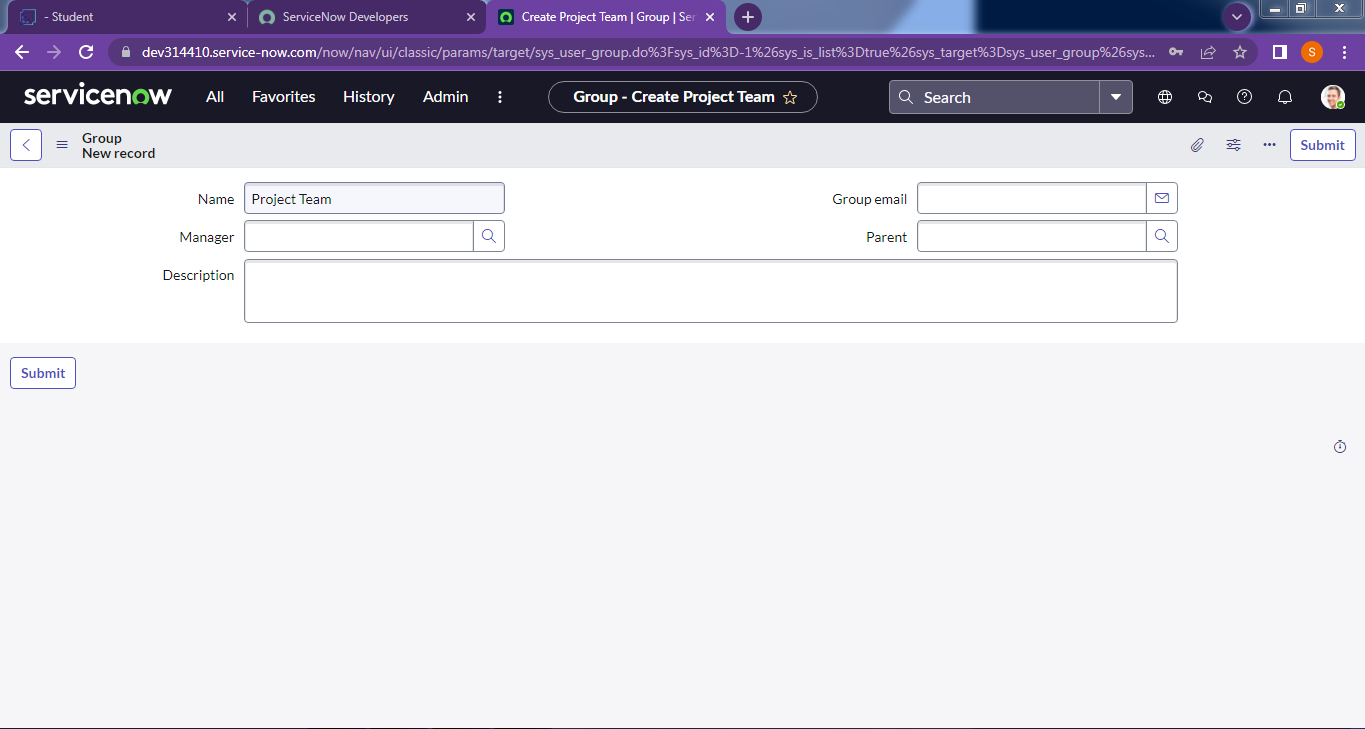 - Student
ServiceNow Developers
Create Project Team | Group | Ser
dev314410.service-now.com/now/nav/ui/classic/params/target/sys_user_group.do%3Fsys_id%3D-1%26sys_is_list%3Dtrue%26sys_target%3Dsys_user_group%26sys...
S
servicenow All Favorites History Admin
Group - Create Project Team
Search
Group
New record
Submit
Name Project Team
Group email
Manager
Parent
Description
Submit